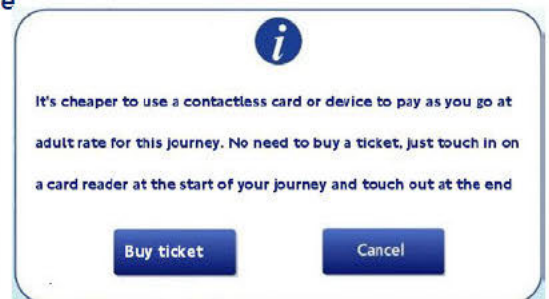 e
i
It's cheaper to use a contactless card or device to pay as you go at
adult rate for this journey. No need to buy a ticket, just touch in on
a card reader at the start of your journey and touch out at the end
Buy ticket
Cancel